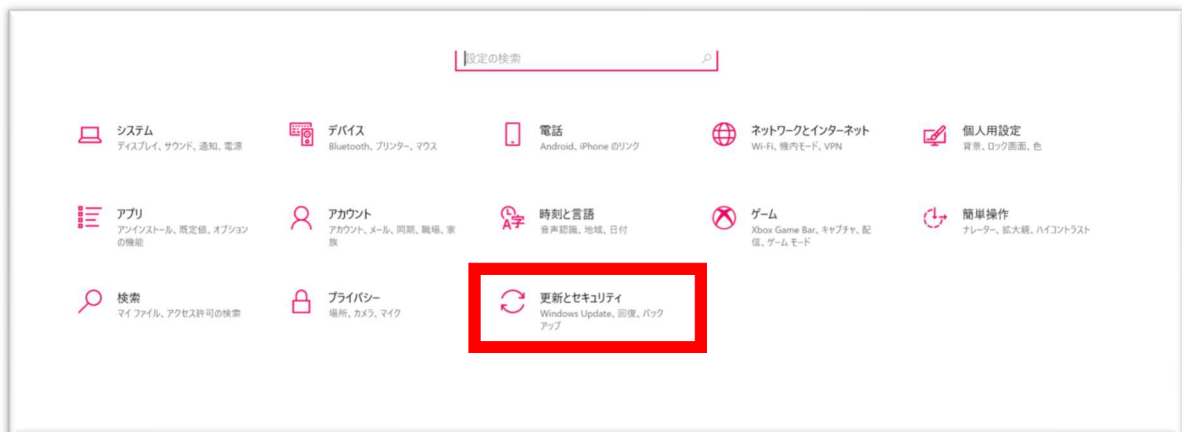 設定の検索
システム
ディスプレイ、サウンド、通知、電源
デバイス
Bluetooth、プリンター、マウス
電話
Android、iPhone のリンク
ネットワークとインターネット
Wi-Fi、機内モード、VPN
個人用設定
背景、ロック画面、色
アプリ
アンインストール、既定値、オプション
の機能
アカウント
アカウント、メール、同期、職場、家
族
時刻と言語
音声認識、地域、日付
ゲーム
Xbox Game Bar、キャプチャ、配
信、ゲーム モード
簡単操作
ナレーター、拡大鏡、ハイコントラスト
検索
マイ ファイル、アクセス許可の検索
プライバシー
場所、カメラ、マイク
更新とセキュリティ
Windows Update、回復、バック
アップ